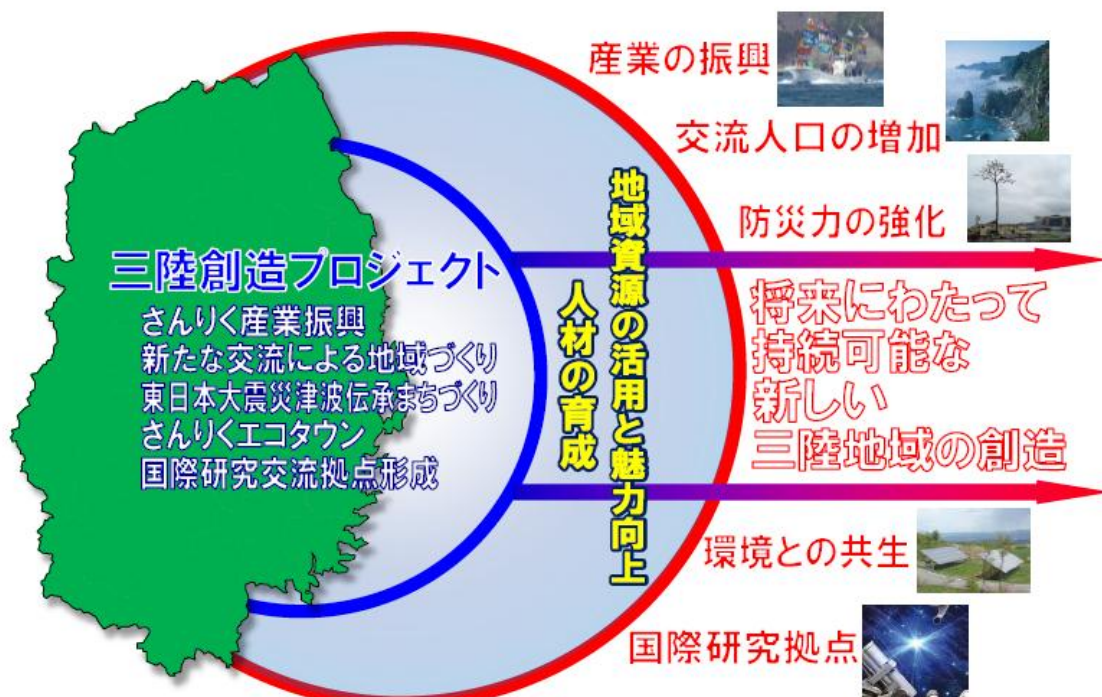 三陸創造プロジェクト
さんりく産業振興
新たな交流による地域づくり
東日本大震災津波伝承まちづくり
さんりくエコタウン
国際研究交流拠点形成
地域資源の活用と魅力向上
人材の育成
産業の振興
交流人口の増加
防災力の強化
将来にわたって
持続可能な
新しい
三陸地域の創造
環境との共生
国際研究拠点